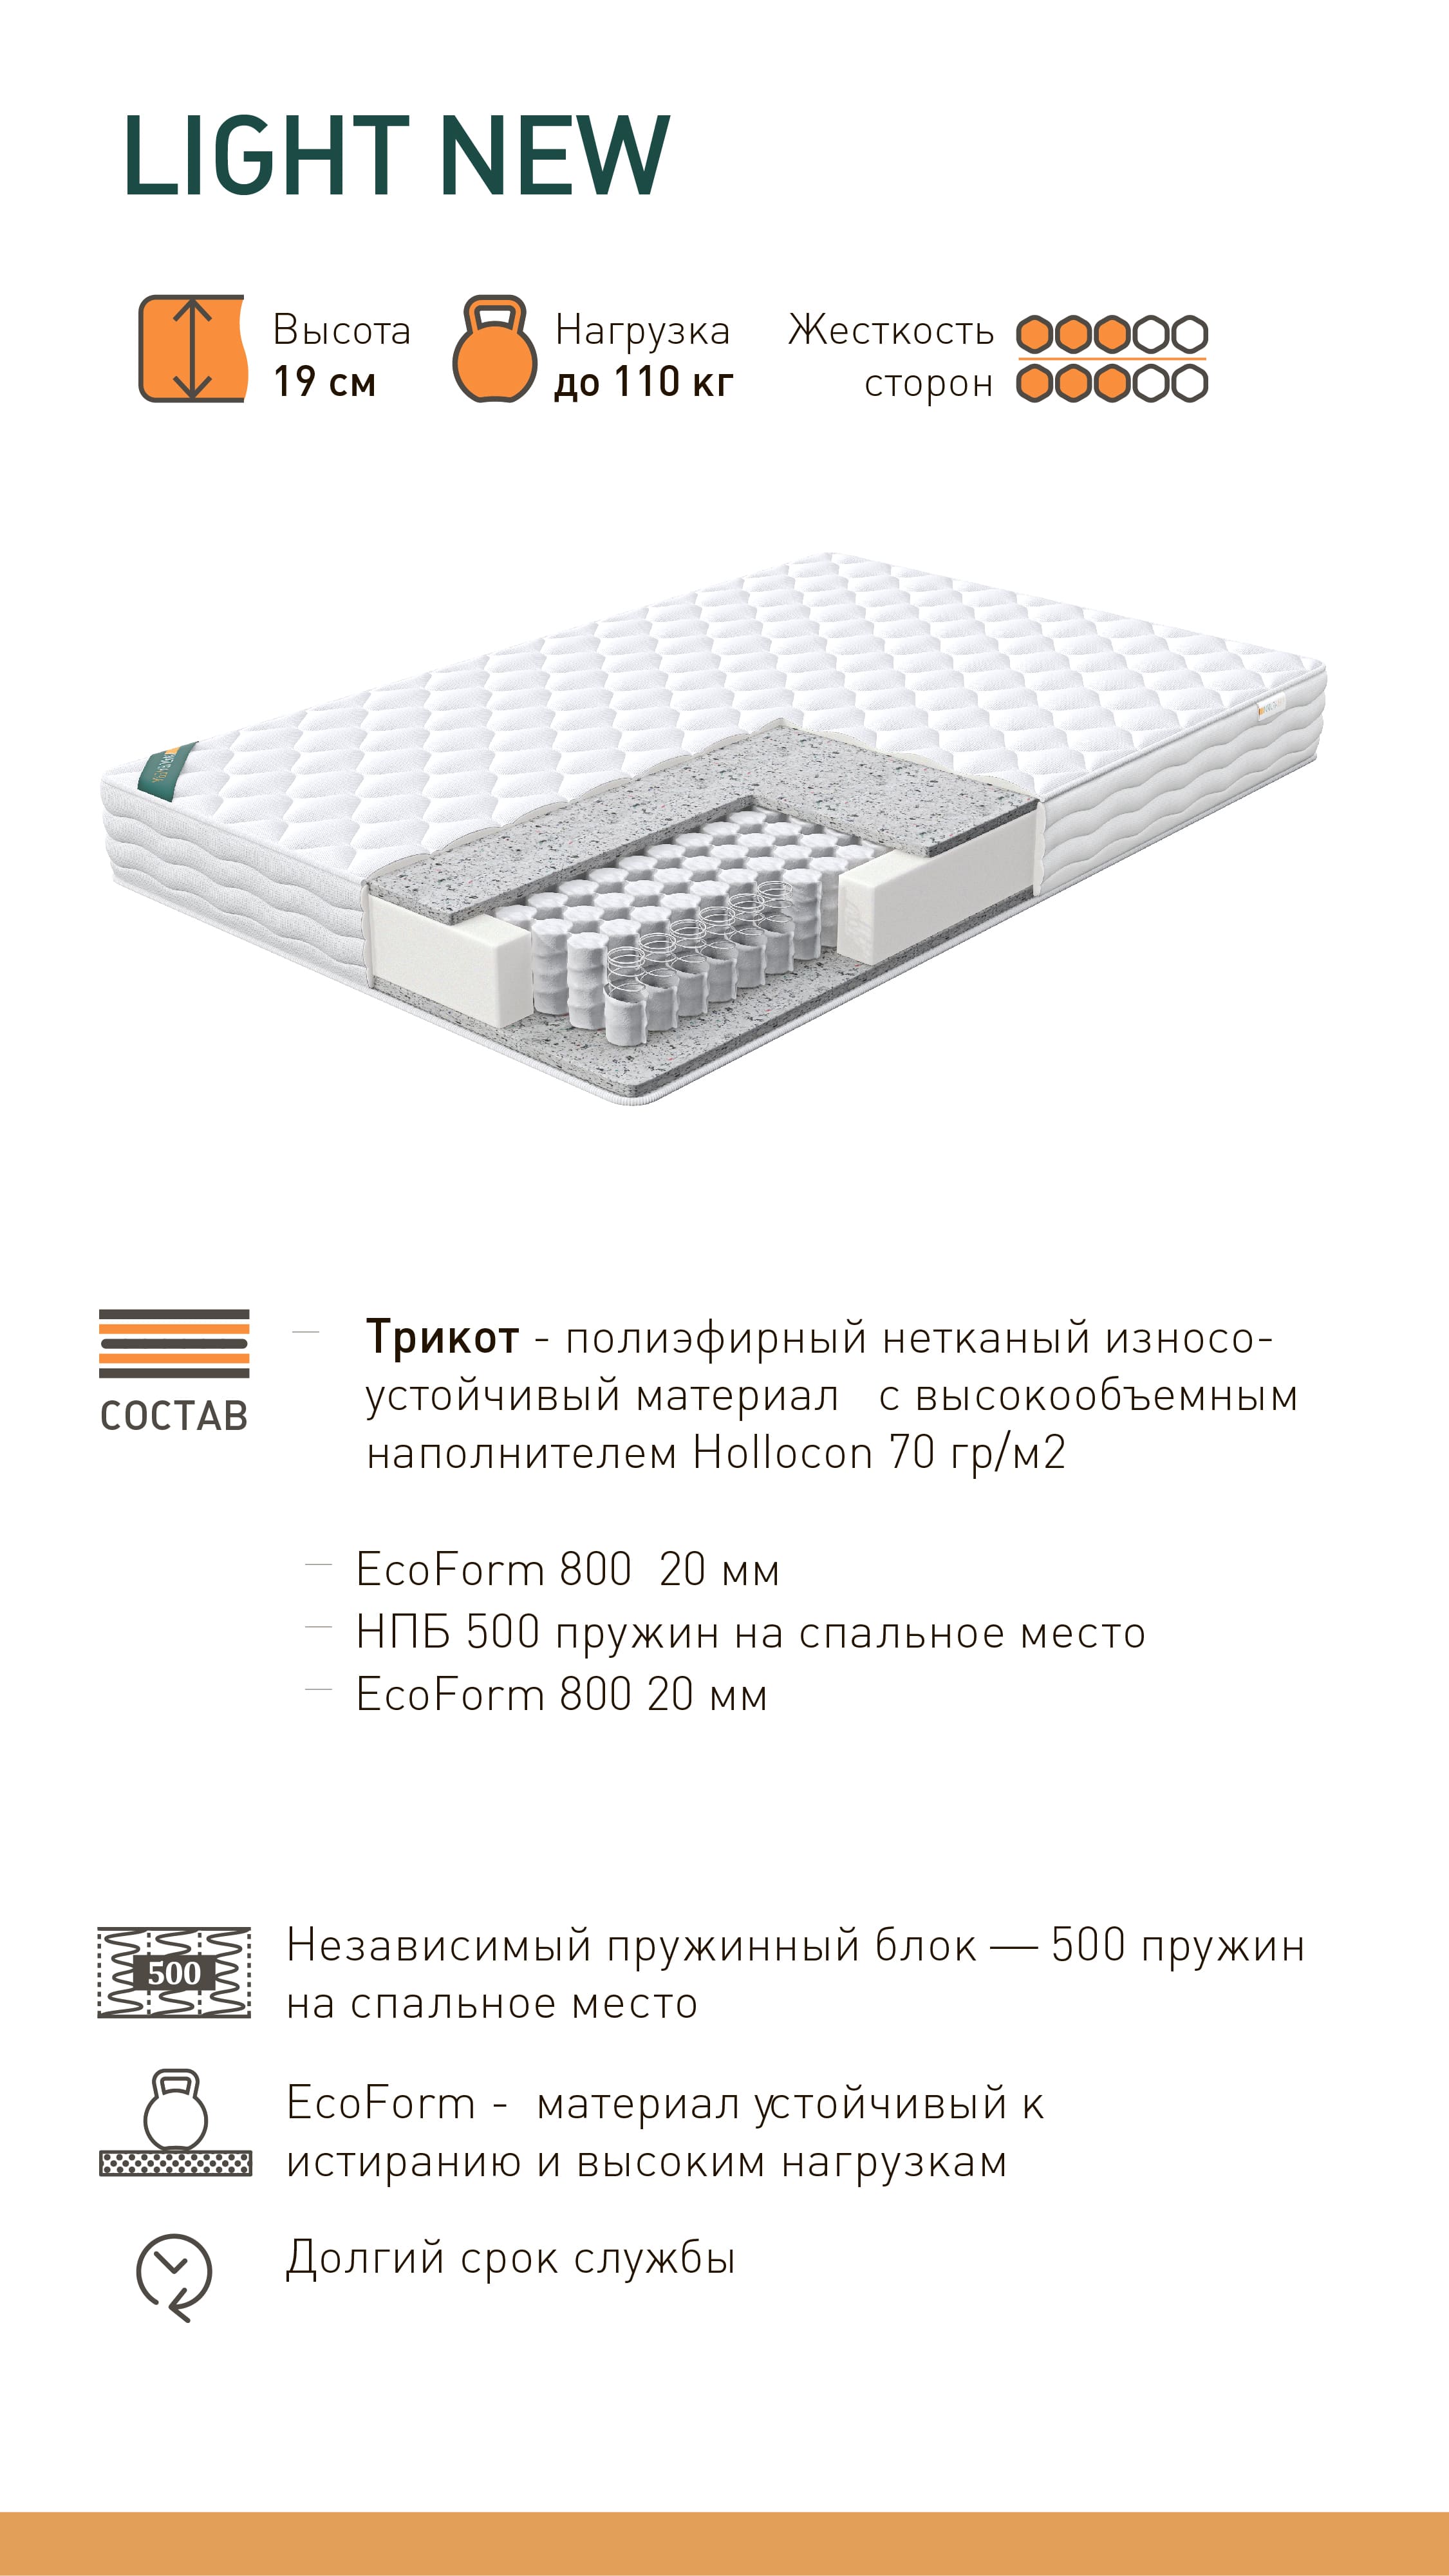 LIGHT NEW
Высота
19 см
Нагрузка
до 110 кг
Жесткость
сторон
СОСТАВ
Трикот - полиэфирный нетканый износо-
устойчивый материал с высокообъемным
наполнителем Hollocon 70 гр/м2
EcoForm 800 20 мм
НПБ 500 пружин на спальное место
EcoForm 800 20 мм
500
Независимый пружинный блок — 500 пружин
на спальное место
EcoForm - материал устойчивый к
истиранию и высоким нагрузкам
Долгий срок службы